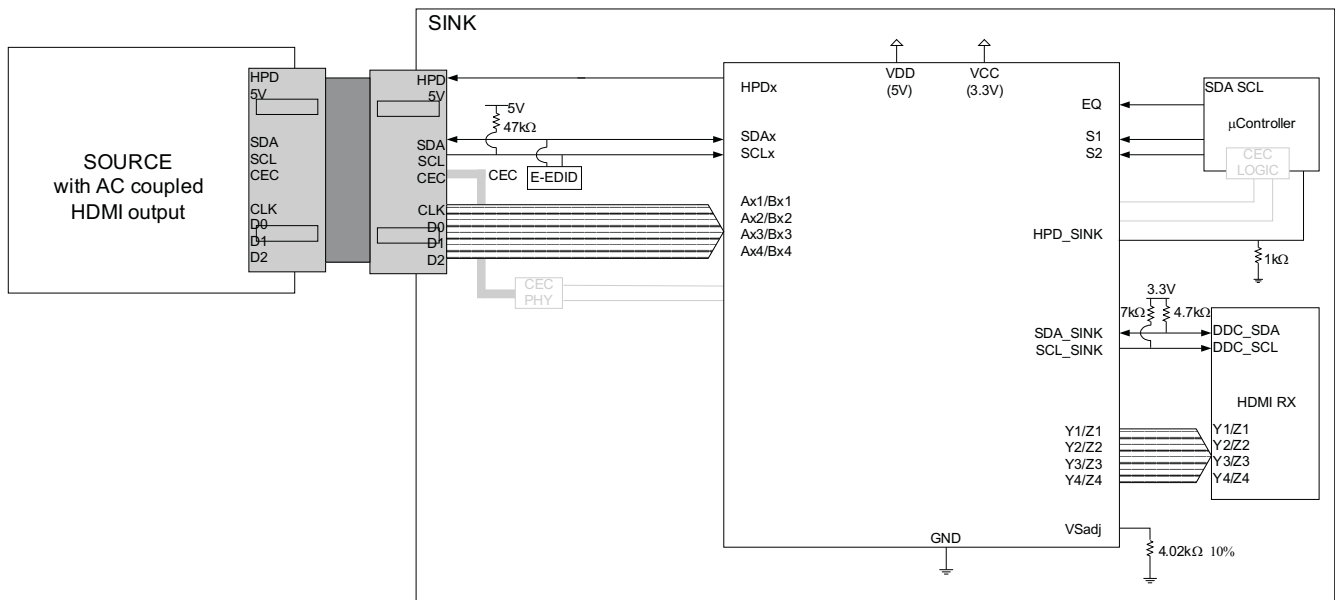 SINK
HPD
5V
SDA
SCL
CEC
CLK
D0
D1
D2
SOURCE
with AC coupled
HDMI output
HPD
5V
SDA
SCL
CEC
CLK
D0
D1
D2
5V
47kΩ
CEC
E-EDID
CEC
PHY
VDD
(5V)
VCC
(3.3V)
HPDx
SDAx
SCLx
Ax1/Bx1
Ax2/Bx2
Ax3/Bx3
Ax4/Bx4
EQ
S1
S2
HPD_SINK
SDA_SINK
SCL_SINK
Y1/Z1
Y2/Z2
Y3/Z3
Y4/Z4
VSadj
GND
SDA SCL
μController
CEC
LOGIC
1kΩ
3.3V
7kΩ 4.7kΩ
DDC_SDA
DDC_SCL
HDMI RX
Y1/Z1
Y2/Z2
Y3/Z3
Y4/Z4
4.02kΩ 10%